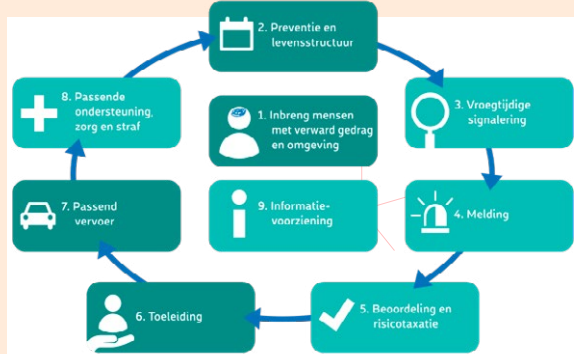 2. Preventie en
levensstructuur
8. Passende
ondersteuning,
zorg en straf
1. Inbreng mensen
met verward gedrag
en omgeving
3. Vroegtijdige
signalering
7. Passend
vervoer
9. Informatie-
voorziening
4. Melding
6. Toeleiding
5. Beoordeling en
risicotaxatie